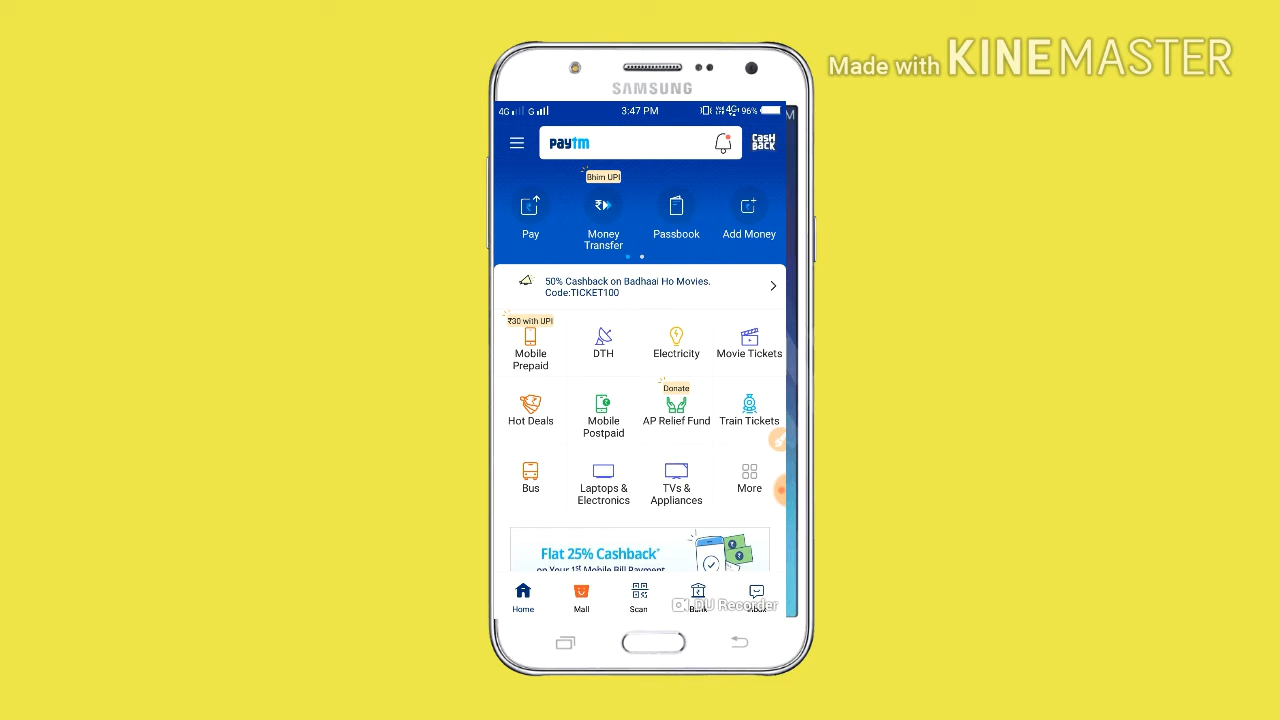 Made with KINEMASTER
SAMSUNG
4G G 3:47 PM 4G+ 96%
M
paytm
CASH
BACK
Bhim UPI
Pay
Money
Transfer
Passbook
Add Money
50% Cashback on Badhaai Ho Movies.
Code:TICKET100
₹30 with UPI
Mobile
Prepaid
DTH
Electricity
Movie Tickets
Hot Deals
Mobile
Postpaid
Donate
AP Relief Fund
Train Tickets
Bus
Laptops &
Electronics
TVs &
Appliances
More
Flat 25% Cashback*
on Your 1st Mobile Bill Payment
Home
Mall
Scan
Bank
Inbox
DU Recorder